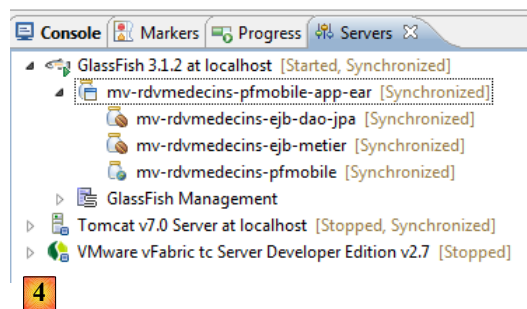 Console Markers Progress Servers
GlassFish 3.1.2 at localhost [Started, Synchronized]
mv-rdvmedecins-pfmobile-app-ear [Synchronized]
mv-rdvmedecins-ejb-dao-jpa [Synchronized]
mv-rdvmedecins-ejb-metier [Synchronized]
mv-rdvmedecins-pfmobile [Synchronized]
GlassFish Management
Tomcat v7.0 Server at localhost [Stopped, Synchronized]
VMware vFabric tc Server Developer Edition v2.7 [Stopped]
4